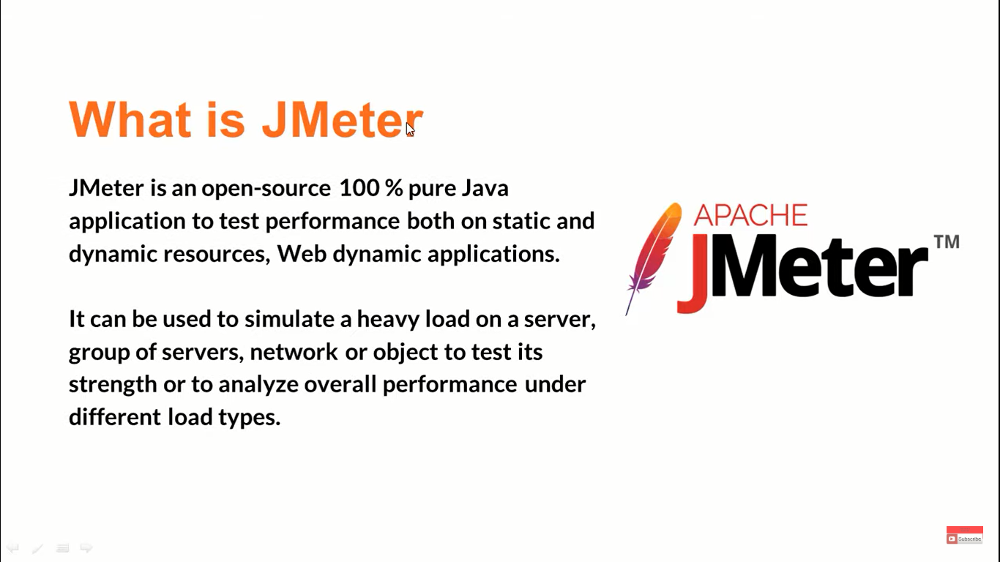 What is JMeter
JMeter is an open-source 100 % pure Java
application to test performance both on static and
dynamic resources, Web dynamic applications.
It can be used to simulate a heavy load on a server,
group of servers, network or object to test its
strength or to analyze overall performance under
different load types.
APACHE
JMeter TM
Subscribe